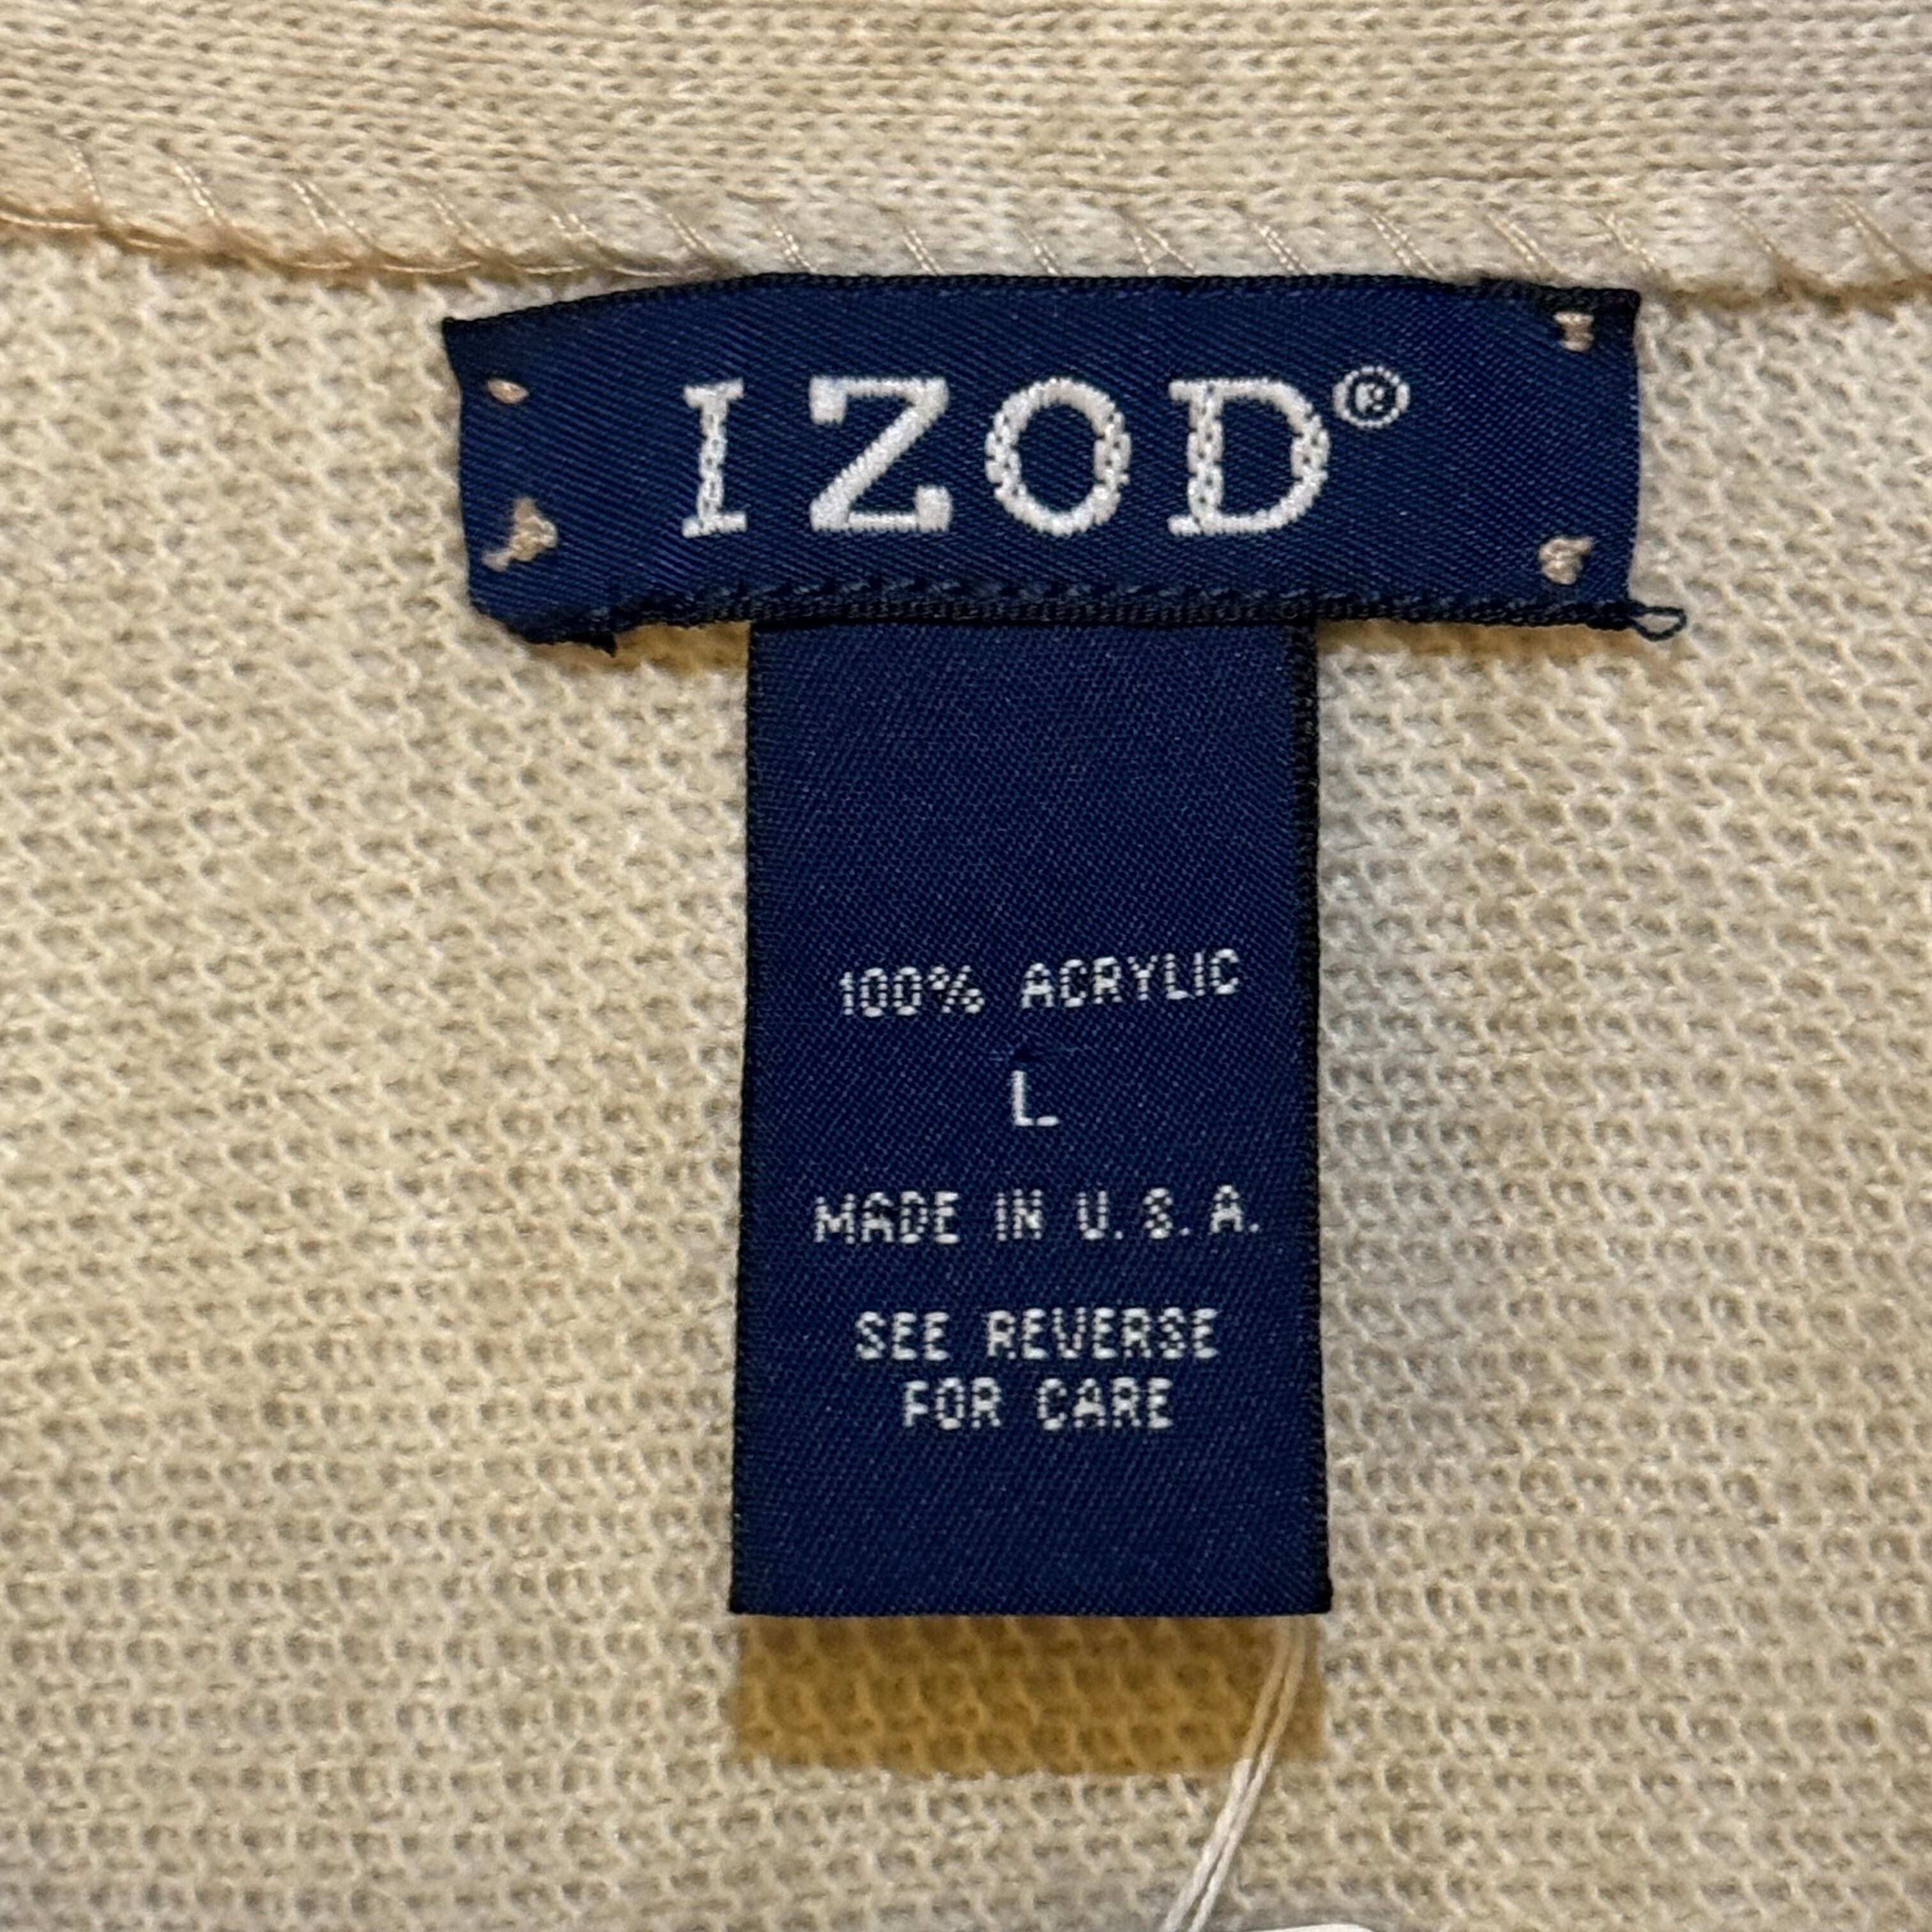 IZOD®
100% ACRYLIC
L
MADE IN U.S.A.
SEE REVERSE
FOR CARE